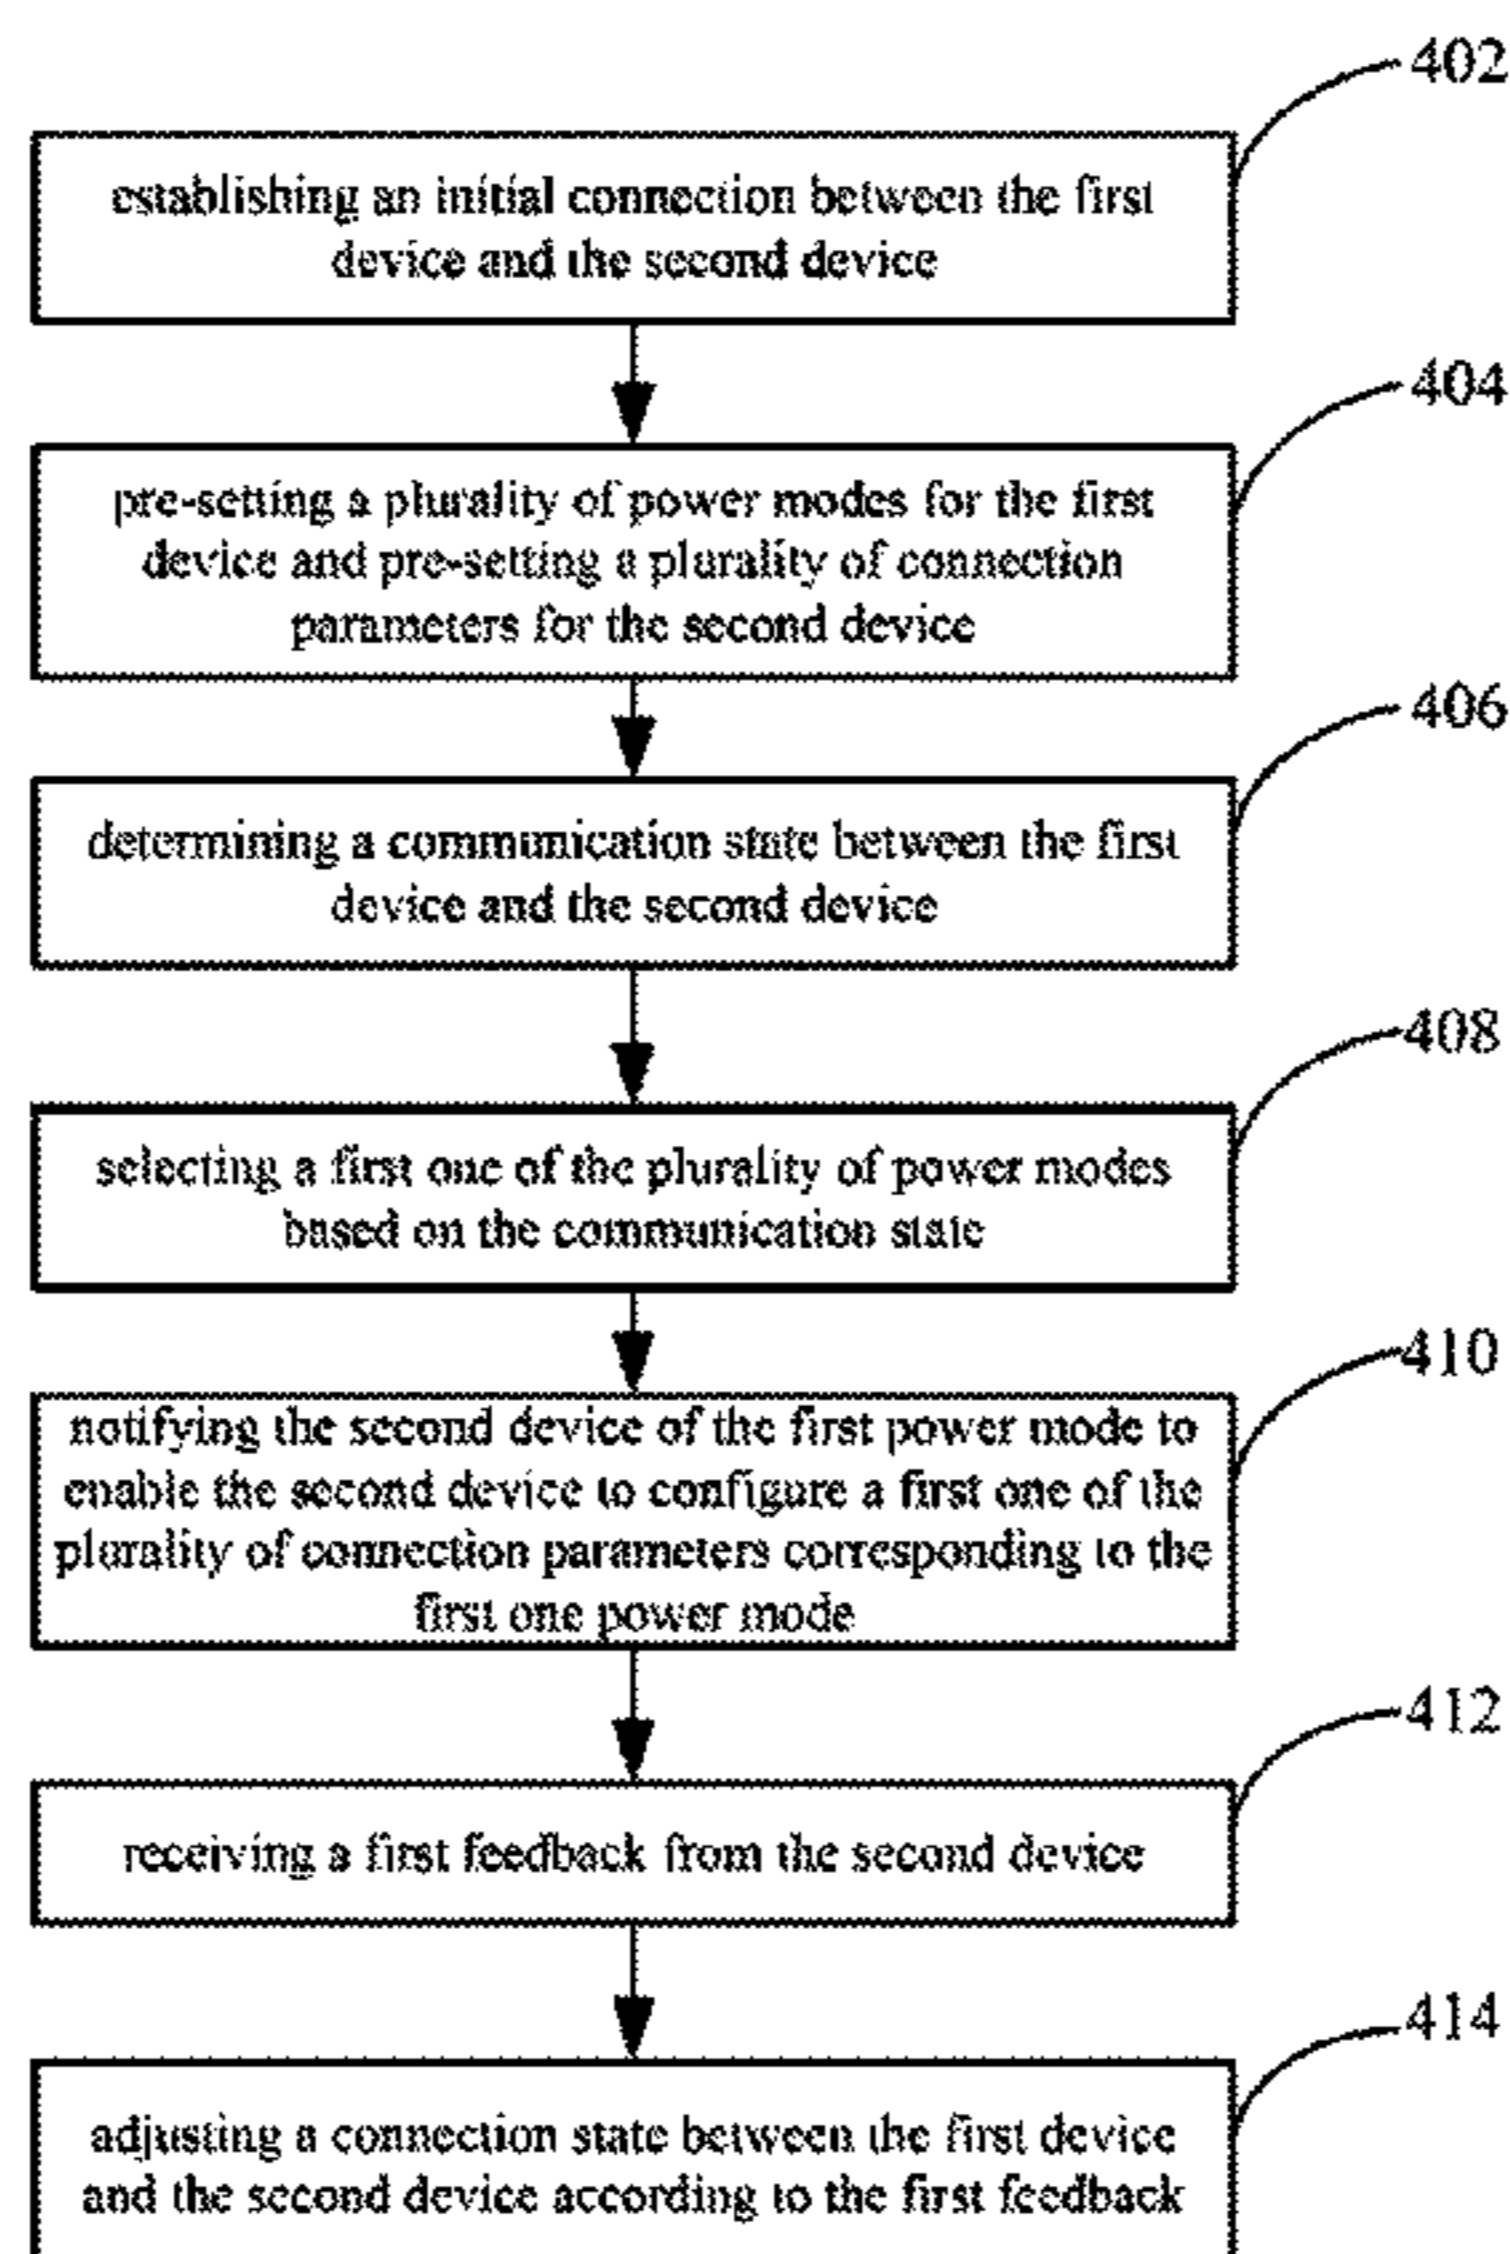 402
establishing an initial connection between the first
device and the second device
404
pre-setting a plurality of power modes for the first
device and pre-setting a plurality of connection
parameters for the second device
406
determining a communication state between the first
device and the second device
408
selecting a first one of the plurality of power modes
based on the communication state
410
notifying the second device of the first power mode to
enable the second device to configure a first one of the
plurality of connection parameters corresponding to the
first one power mode
412
receiving a first feedback from the second device
414
adjusting a connection state between the first device
and the second device according to the first feedback